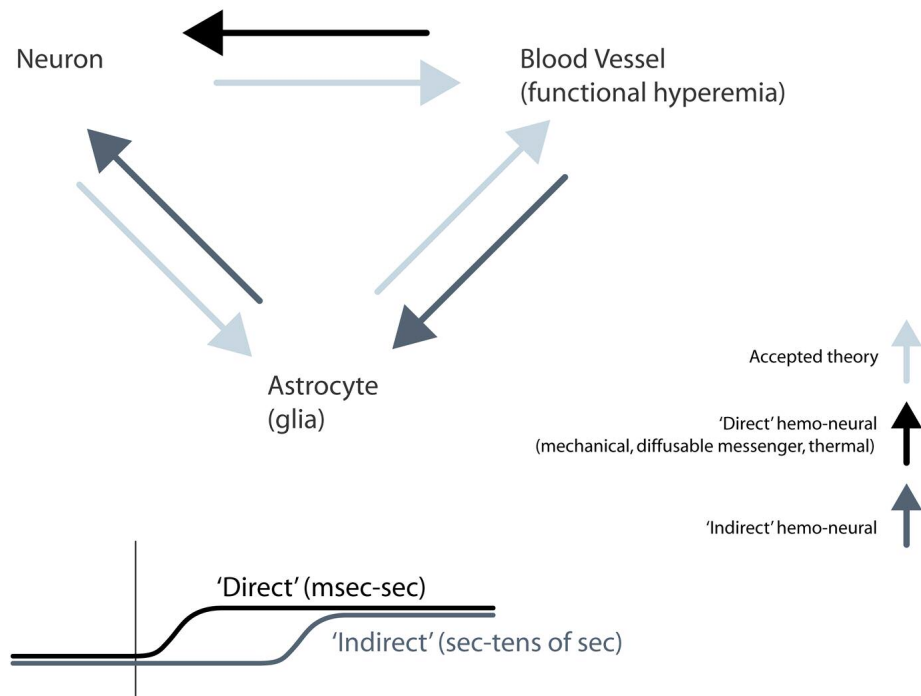 Neuron
Blood Vessel
(functional hyperemia)
Astrocyte
(glia)
Accepted theory
‘Direct’ hemo-neural
(mechanical, diffusable messenger, thermal)
‘Indirect’ hemo-neural
‘Direct’ (msec-sec)
‘Indirect’ (sec-tens of sec)